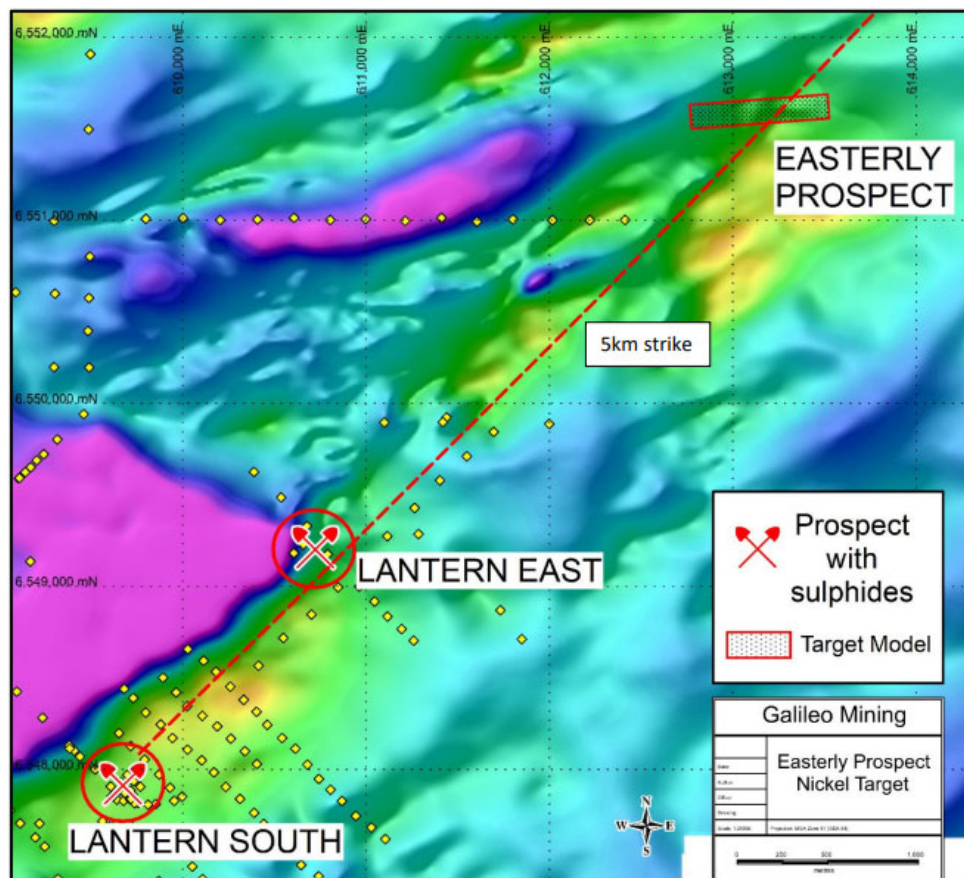 6,552,000 mN
610,000 mE
611,000 mE
612,000 mE
613,000 mE
614,000 mE
EASTERLY
PROSPECT
6,551,000 mN
5km strike
6,550,000 mN
LANTERN EAST
6,549,000 mN
Prospect
with
sulphides
Target Model
6,548,000 mN
LANTERN SOUTH
N
W
E
S
Galileo Mining
Easterly Prospect
Nickel Target
0
500
1,000
metres